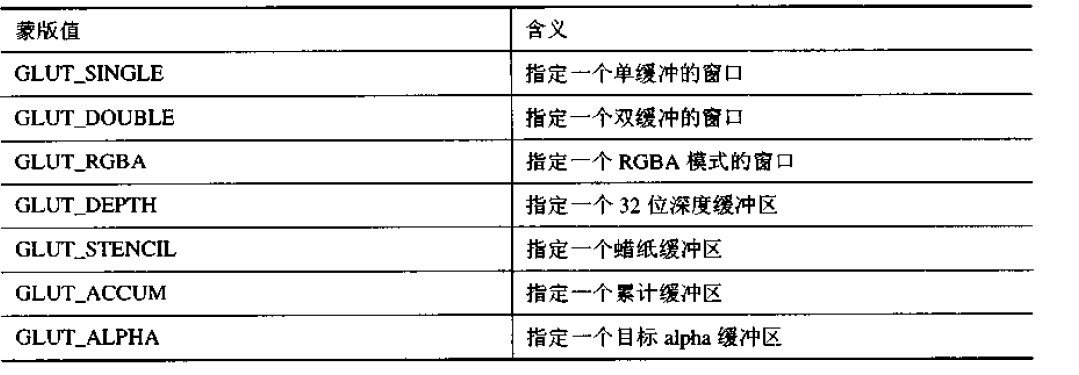 蒙版值 含义
GLUT_SINGLE 指定一个单缓冲的窗口
GLUT_DOUBLE 指定一个双缓冲的窗口
GLUT_RGBA 指定一个 RGBA 模式的窗口
GLUT_DEPTH 指定一个 32 位深度缓冲区
GLUT_STENCIL 指定一个蜡纸缓冲区
GLUT_ACCUM 指定一个累计缓冲区
GLUT_ALPHA 指定一个目标 alpha 缓冲区